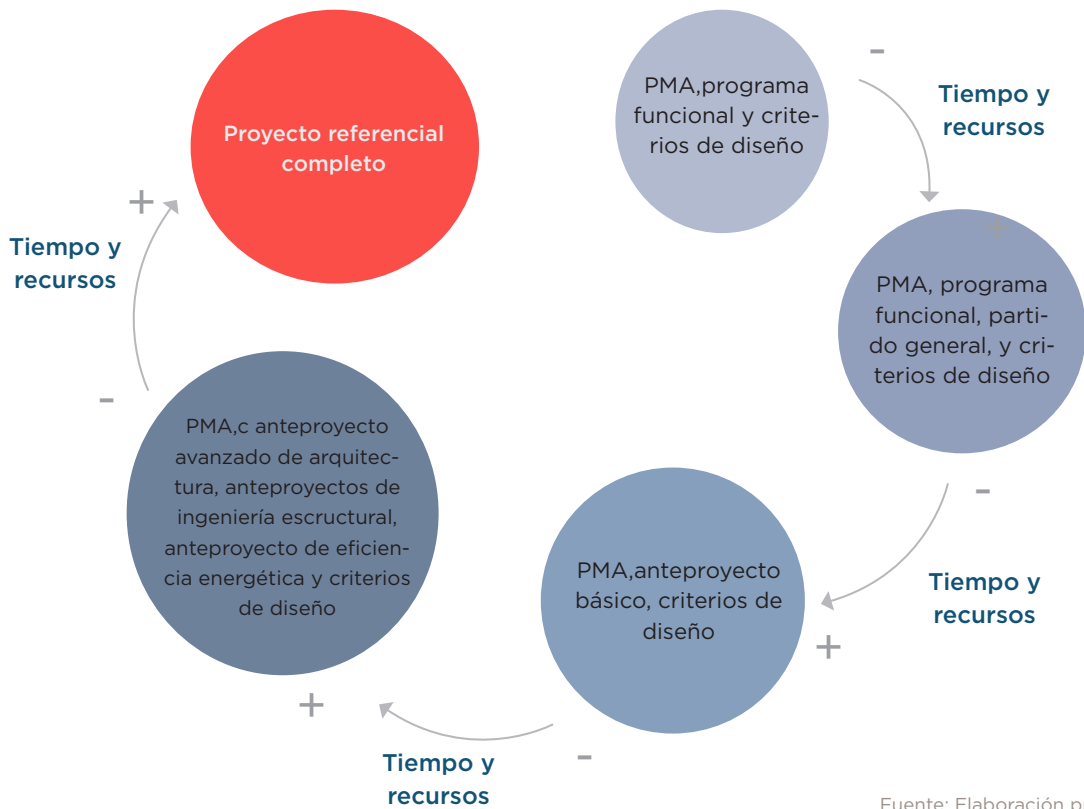 PMA,programa
funcional y crite-
rios de diseño
-
Tiempo y
recursos
+
PMA, programa
funcional, parti-
do general, y cri-
terios de diseño
-
Tiempo y
recursos
+
PMA,anteproyecto
básico, criterios de
diseño
-
Tiempo y
recursos
+
PMA,c anteproyecto
avanzado de arquitec-
tura, anteproyectos de
ingeniería escructural,
anteproyecto de eficien-
cia energética y criterios
de diseño
-
Tiempo y
recursos
+
Proyecto referencial
completo
Fuente: Elaboración p